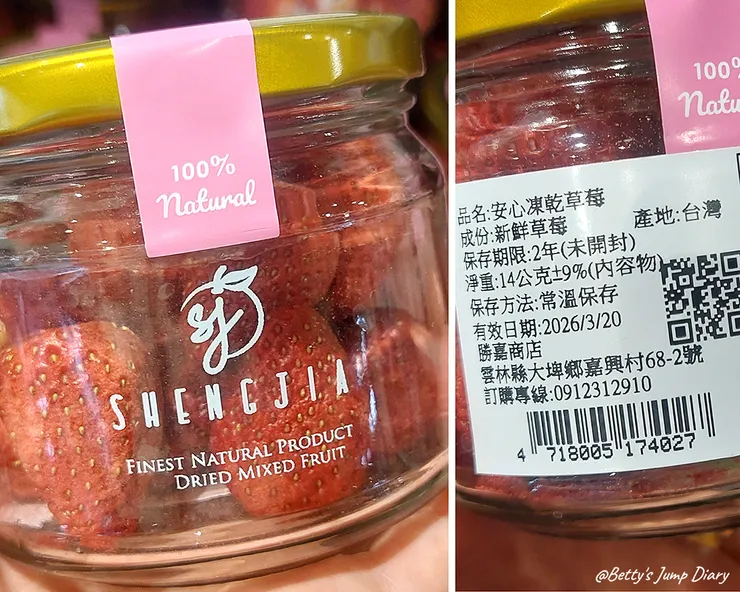 100%
Natural
sj
SHENGJIA
FINEST NATURAL PRODUCT
DRIED MIXED FRUIT
100%
Natu
品名:安心凍乾草莓
成份:新鮮草莓
產地:台灣
保存期限:2年(未開封)
淨重:14公克±9%(內容物)
保存方法:常溫保存
有效日期:2026/3/20
勝嘉商店
雲林縣大埤鄉嘉興村68-2號
訂購專線:0912312910
4 718005 174027
@Betty's Jump Diary